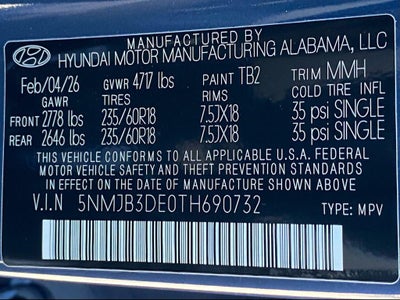 MANUFACTURED BY
HYUNDAI MOTOR MANUFACTURING ALABAMA, LLC
Feb/04/26 GVWR 4717 lbs PAINT TB2 TRIM MMH
GAWR TIRES RIMS COLD TIRE INFL
FRONT 2778 lbs 235/60R18 7.5JX18 35 psi SINGLE
REAR 2646 lbs 235/60R18 7.5JX18 35 psi SINGLE
THIS VEHICLE CONFORMS TO ALL APPLICABLE U.S.A. FEDERAL
MOTOR VEHICLE SAFETY AND THEFT PREVENTION STANDARDS
IN EFFECT ON THE DATE OF MANUFACTURE SHOWN ABOVE.
V.I.N 5NMJB3DE0TH690732 TYPE: MPV